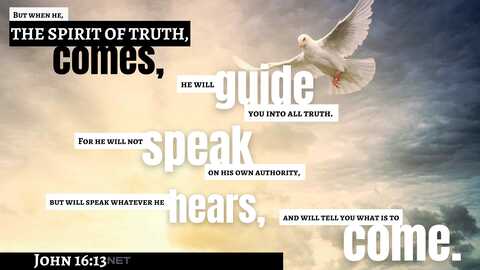 But when he,
the Spirit of truth,
comes,
he will guide
you into all truth.
For he will not speak
on his own authority,
but will speak whatever he hears,
and will tell you what is to come.
John 16:13NET